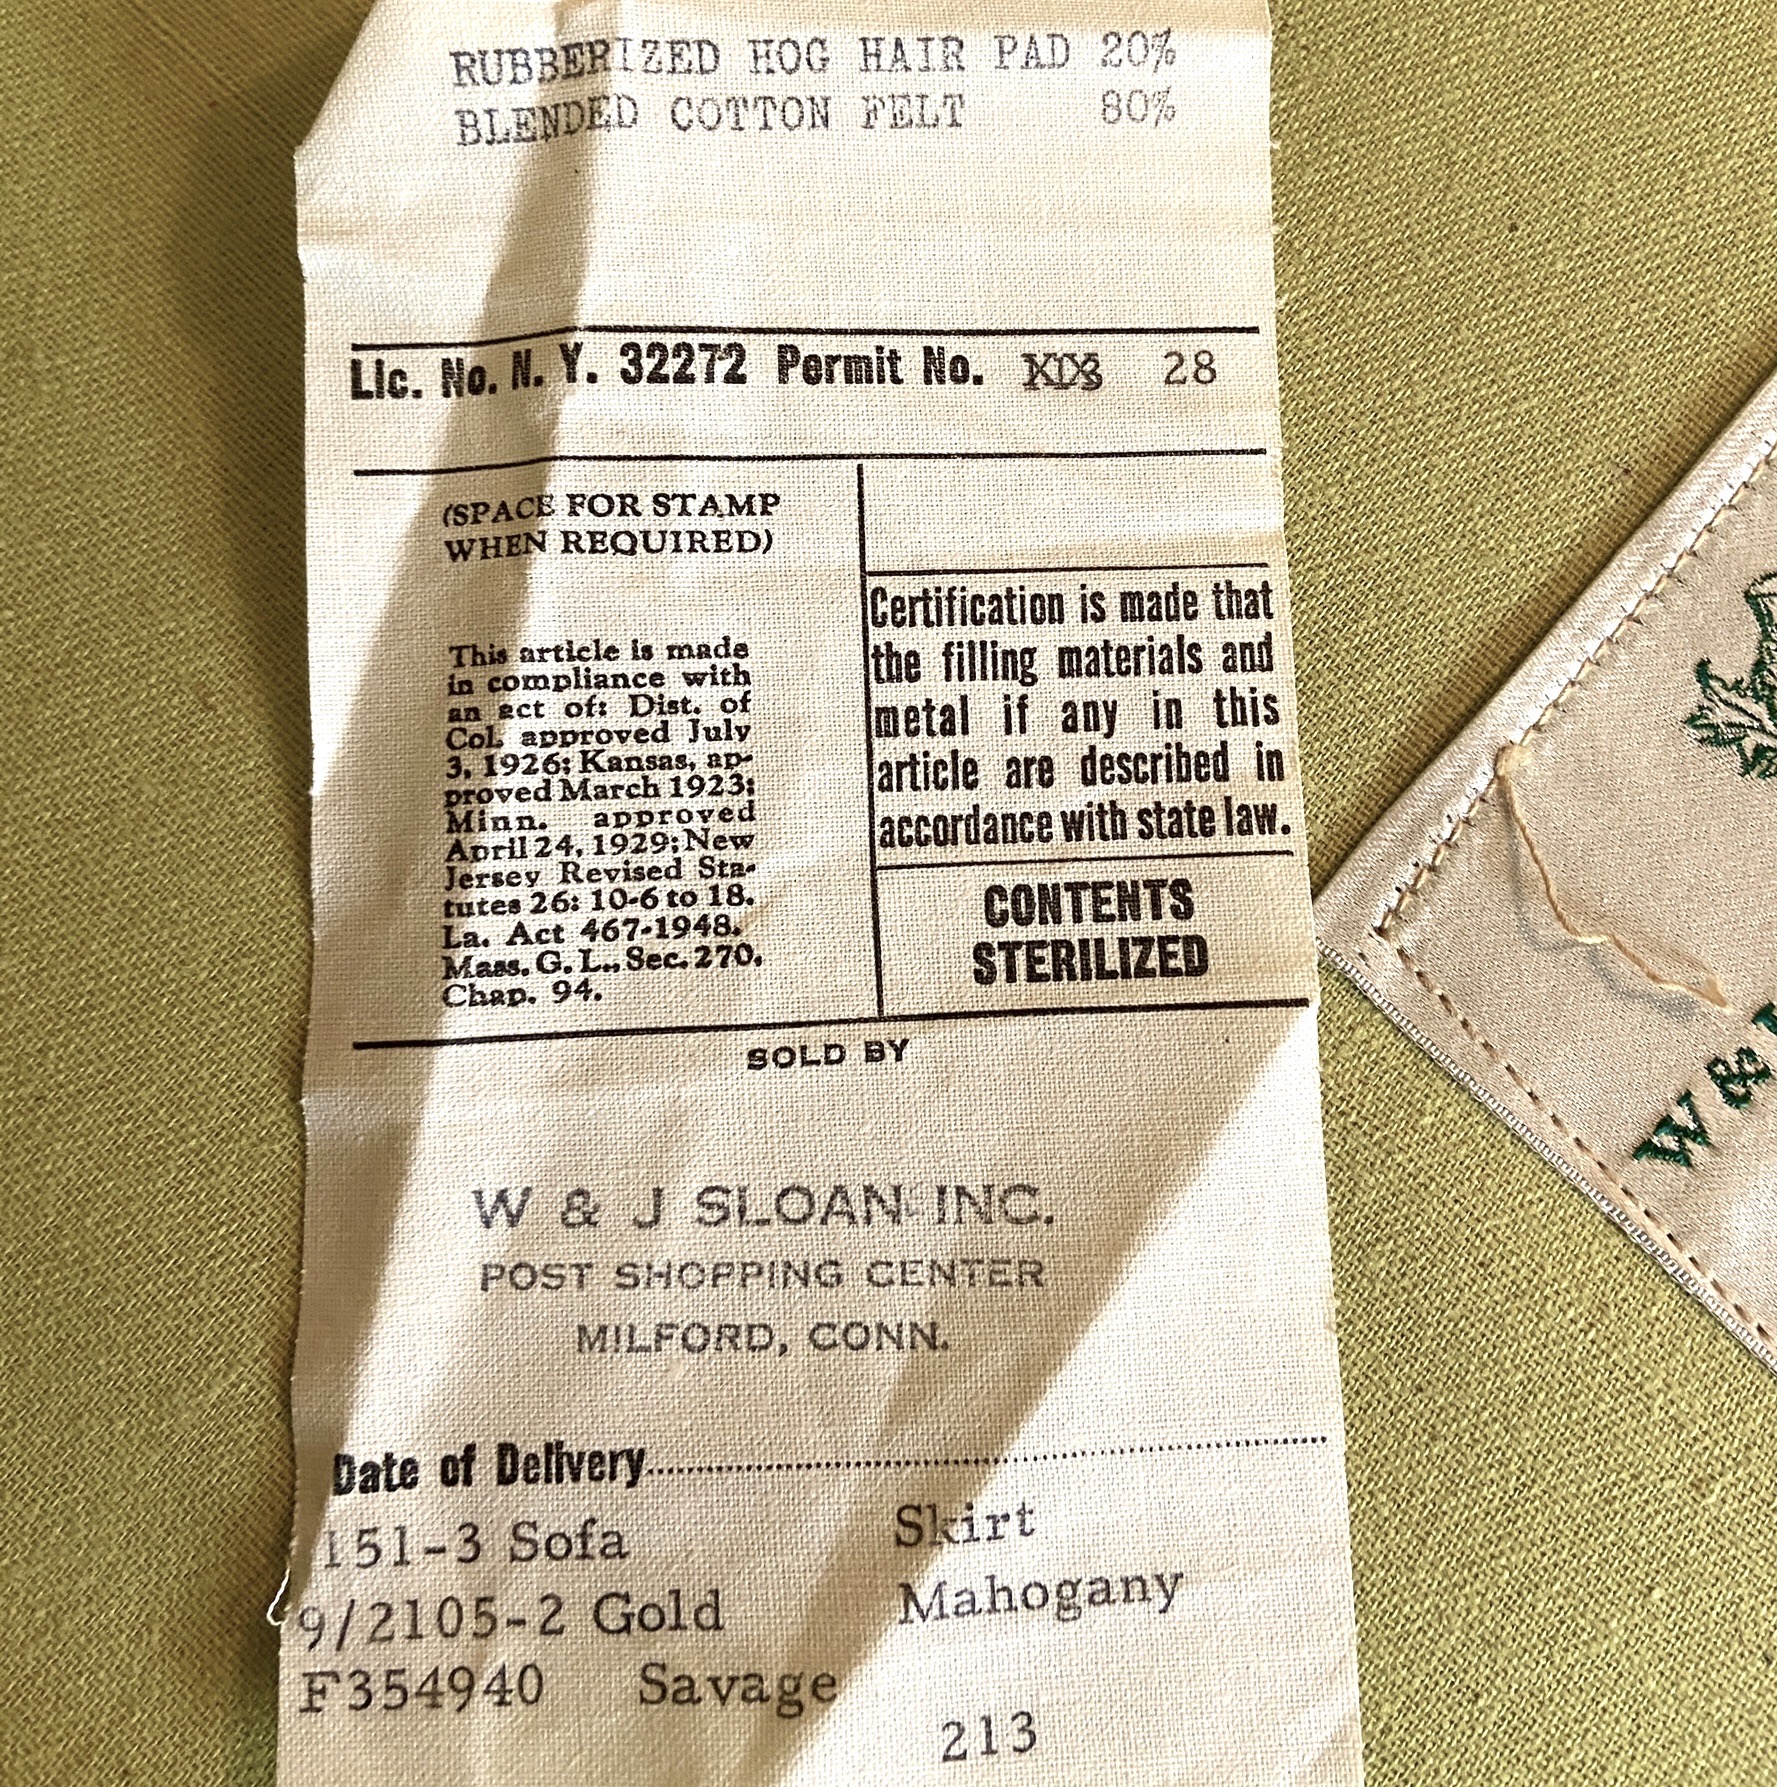 RUBBERIZED HOG HAIR PAD 20%
BLENDED COTTON FELT 80%
Lic. No. N. Y. 32272 Permit No. 28
(SPACE FOR STAMP
WHEN REQUIRED)
This article is made
in compliance with
an act of: Dist. of
Col. approved July
3, 1926; Kansas, ap-
proved March 1923;
Minn. approved
April 24, 1929; New
Jersey Revised Sta-
tutes 26: 10-6 to 18.
La. Act 467-1948.
Mass. G. L., Sec. 270,
Chap. 94.
Certification is made that
the filling materials and
metal if any in this
article are described in
accordance with state law.
CONTENTS
STERILIZED
SOLD BY
W & J SLOANE INC.
POST SHOPPING CENTER
MILFORD, CONN.
Date of Delivery
151-3 Sofa Skirt
9/2105-2 Gold Mahogany
F354940 Savage
213
W &